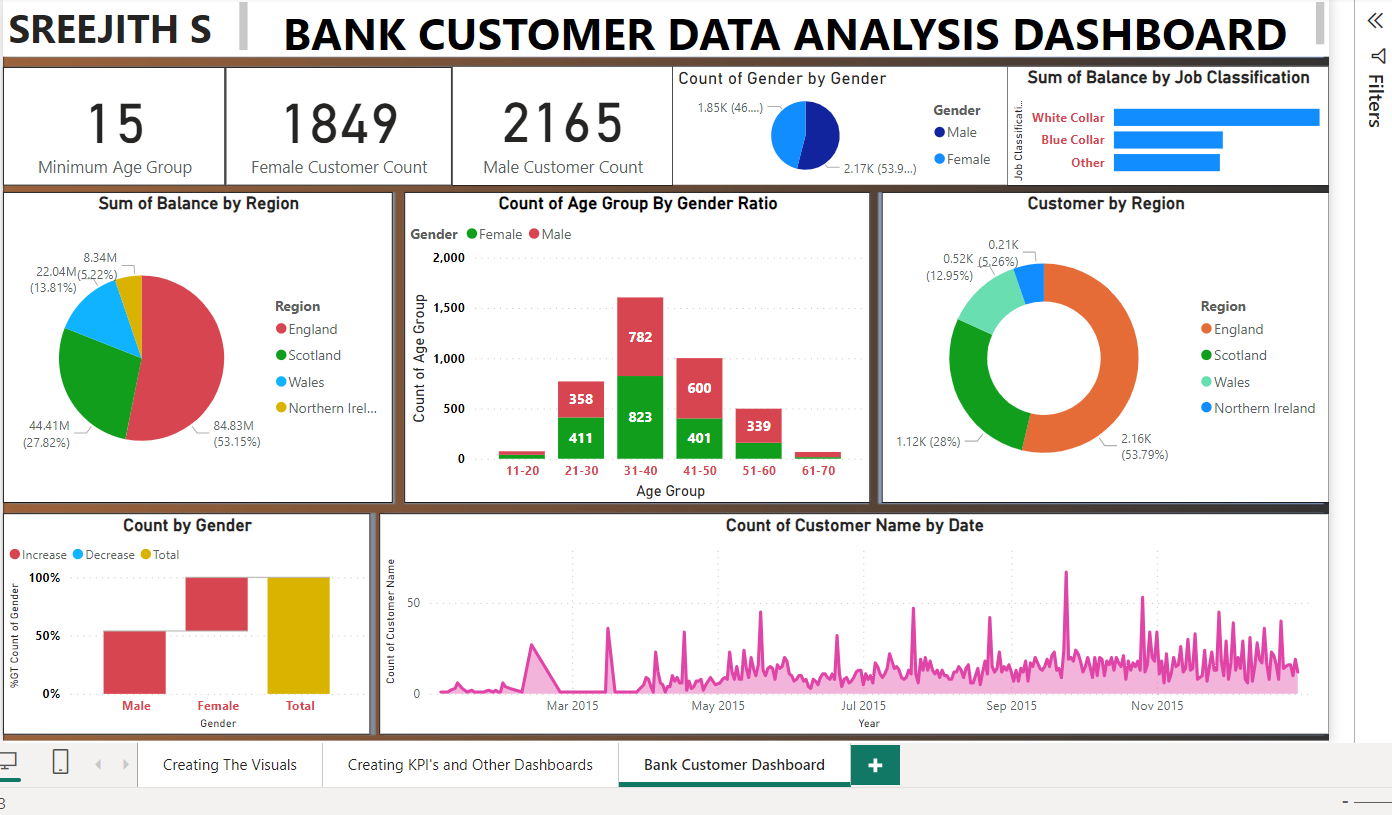 SREEJITH S
BANK CUSTOMER DATA ANALYSIS DASHBOARD
Filters
15
Minimum Age Group
1849
Female Customer Count
2165
Male Customer Count
Count of Gender by Gender
1.85K (46....)
2.17K (53.9...)
Gender
Male
Female
Sum of Balance by Job Classification
Job Classificati...
White Collar
Blue Collar
Other
Sum of Balance by Region
8.34M
(5.22%)
22.04M
(13.81%)
44.41M
(27.82%)
84.83M
(53.15%)
Region
England
Scotland
Wales
Northern Irel...
Count of Age Group By Gender Ratio
Gender Female Male
Count of Age Group
2,000
1,500
1,000
500
0
782
823
358
411
600
401
339
11-20 21-30 31-40 41-50 51-60 61-70
Age Group
Customer by Region
0.21K
(5.26%)
0.52K
(12.95%)
1.12K (28%)
2.16K
(53.79%)
Region
England
Scotland
Wales
Northern Ireland
Count by Gender
Increase Decrease Total
%GT Count of Gender
100%
50%
0%
Male Female Total
Gender
Count of Customer Name by Date
Count of Customer Name
50
0
Mar 2015 May 2015 Jul 2015 Sep 2015 Nov 2015
Year
Creating The Visuals
Creating KPI's and Other Dashboards
Bank Customer Dashboard